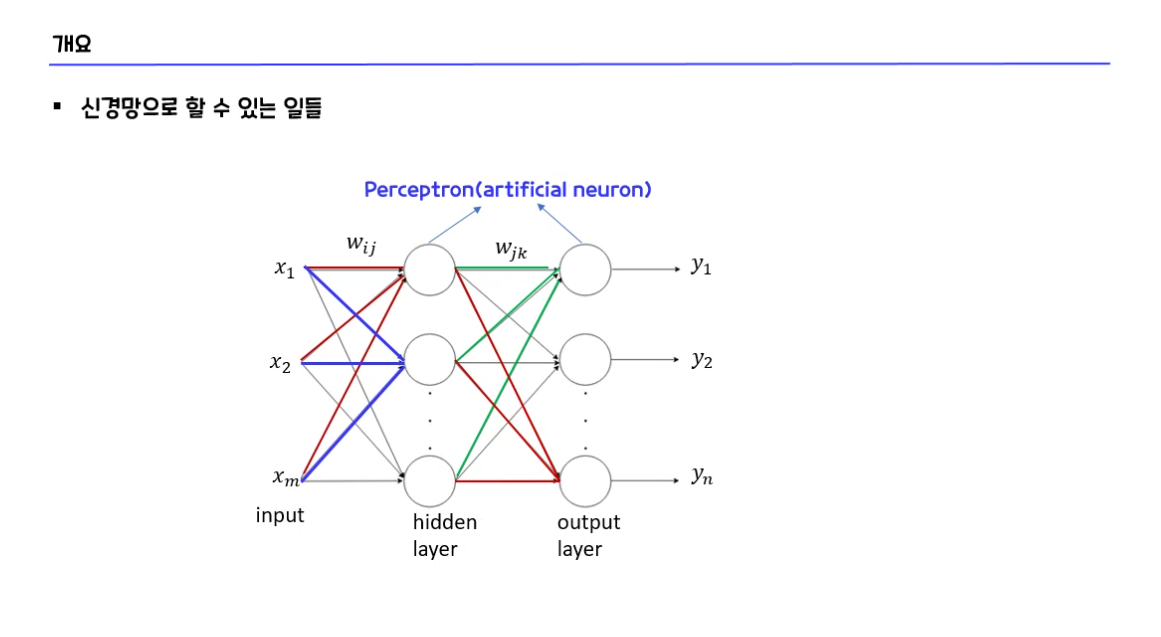 개요
▪ 신경망으로 할 수 있는 일들
Perceptron(artificial neuron)
w_{ij} w_{jk}
x_1 y_1
x_2 y_2
x_m y_n
input
hidden layer
output layer